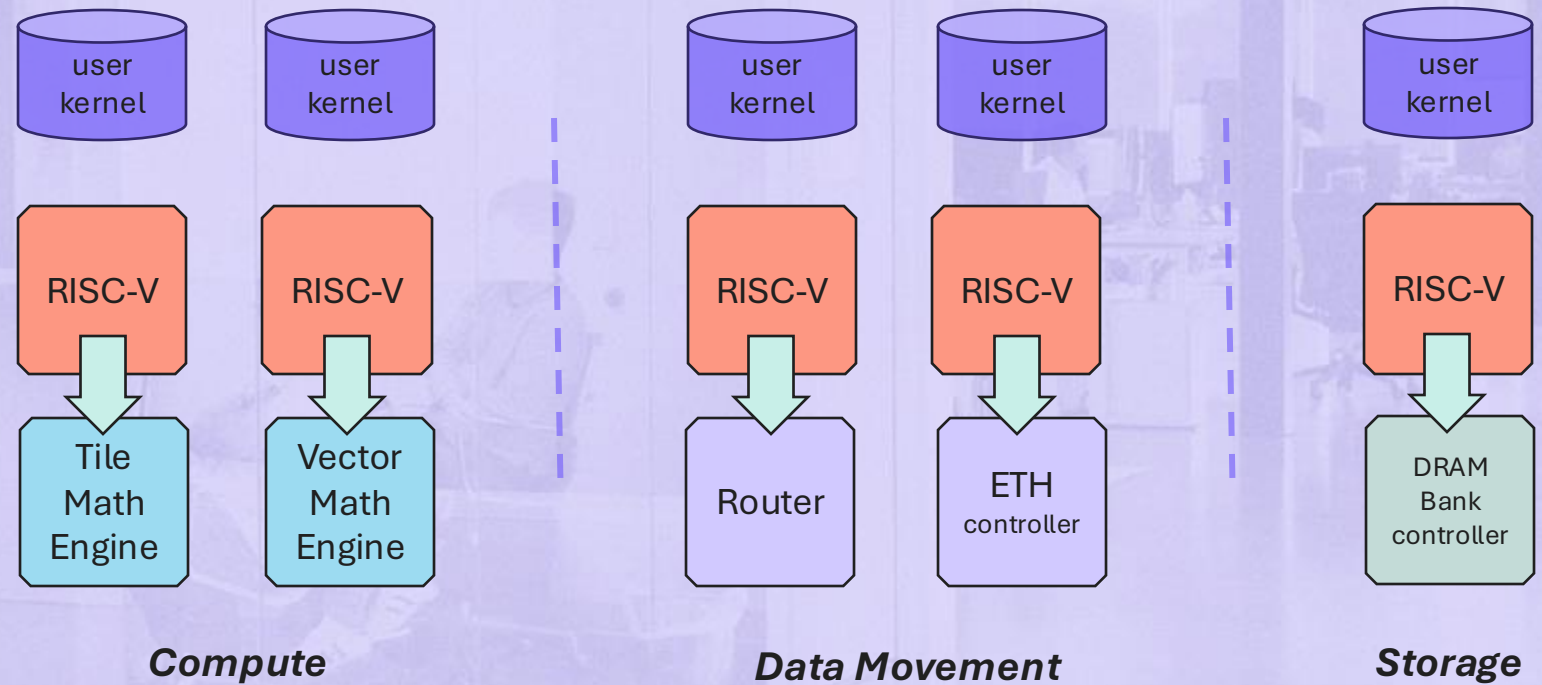 user
kernel
user
kernel
user
kernel
user
kernel
user
kernel
RISC-V
RISC-V
RISC-V
RISC-V
RISC-V
Tile
Math
Engine
Vector
Math
Engine
Router
ETH
controller
DRAM
Bank
controller
Compute
Data Movement
Storage